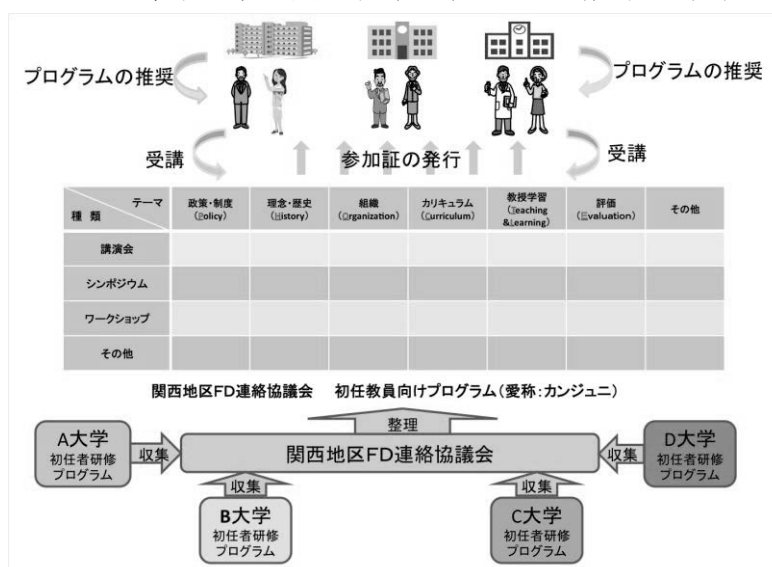 プログラムの推奨
プログラムの推奨
受講
参加証の発行
受講
テーマ
種 類
政策・制度
(Policy)
理念・歴史
(History)
組織
(Organization)
カリキュラム
(Curriculum)
教授学習
(Teaching
&Learning)
評価
(Evaluation)
その他
講演会
シンポジウム
ワークショップ
その他
関西地区FD連絡協議会 初任教員向けプログラム(愛称:カンジュニ)
整理
A大学
初任者研修
プログラム
収集
関西地区FD連絡協議会
収集
D大学
初任者研修
プログラム
収集
B大学
初任者研修
プログラム
収集
C大学
初任者研修
プログラム